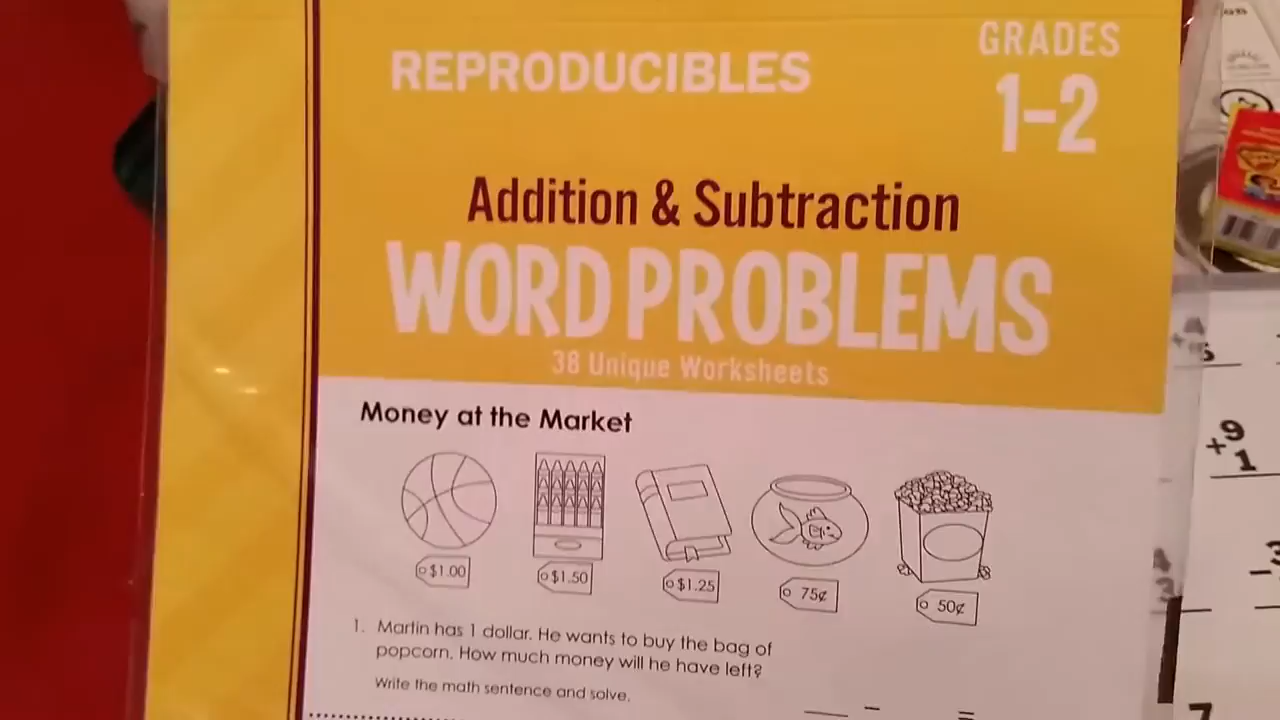 REPRODUCIBLES
GRADES
1-2
Addition & Subtraction
WORD PROBLEMS
38 Unique Worksheets
Money at the Market
$1.00
$1.50
$1.25
75¢
50¢
1. Martin has 1 dollar. He wants to buy the bag of
popcorn. How much money will he have left?
Write the math sentence and solve.
– =
9
+ 1
- 3
7